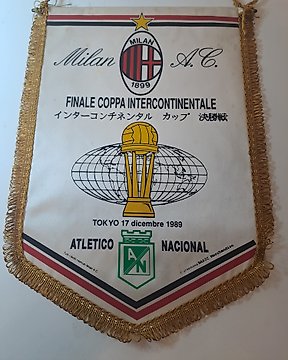 Milan A.C.
MILAN
1899
FINALE COPPA INTERCONTINENTALE
インターコンチネンタル カップ 決勝戦
TOKYO 17 dicembre 1989
ATLETICO NACIONAL
AN